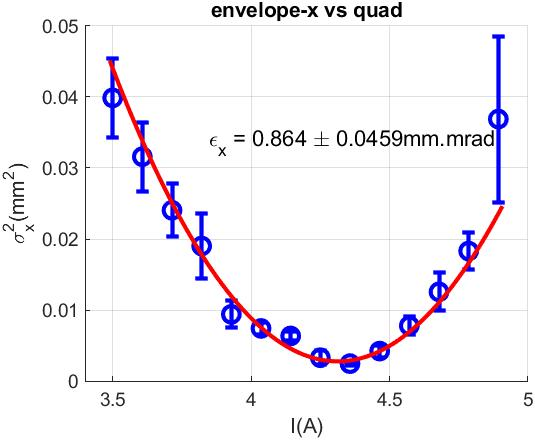 envelope-x vs quad
0.05
0.04
0.03
0.02
0.01
0
σₓ²(mm²)
ϵₓ = 0.864 ± 0.0459mm.mrad
3.5 4 4.5 5
I(A)